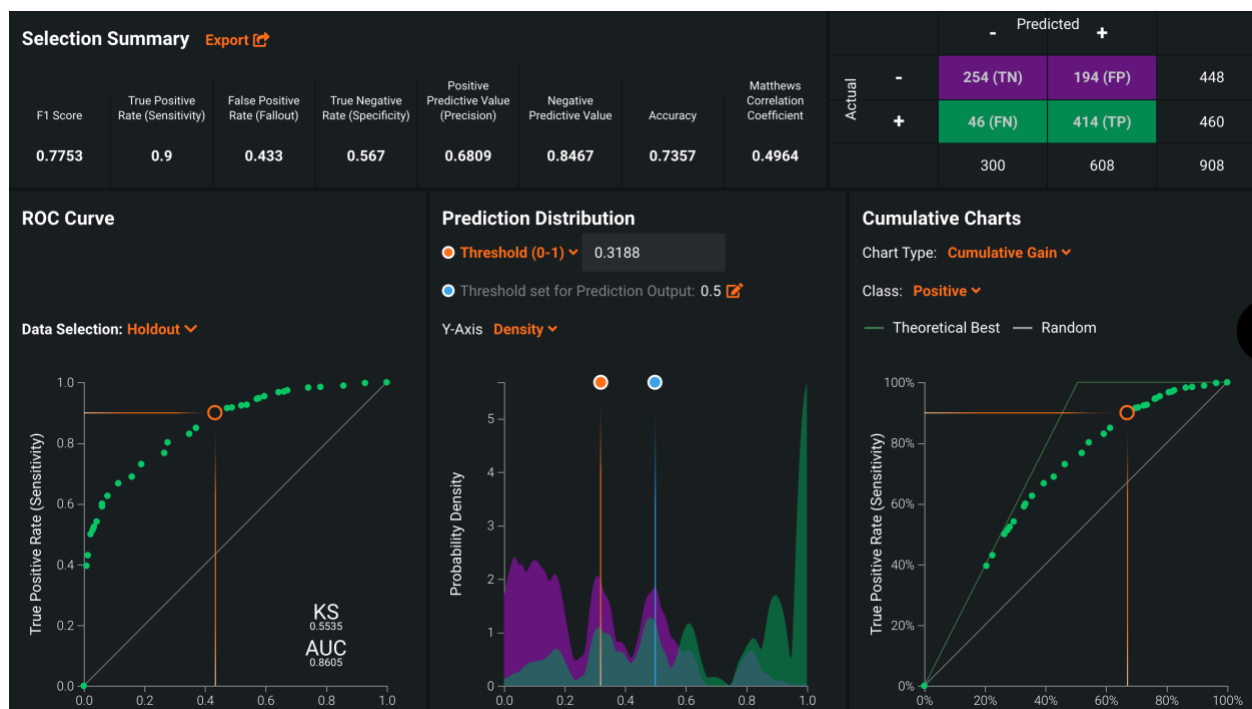 Selection Summary Export
F1 Score
True Positive
Rate (Sensitivity)
False Positive
Rate (Fallout)
True Negative
Rate (Specificity)
Positive
Predictive Value
(Precision)
Negative
Predictive Value
Accuracy
Matthews
Correlation
Coefficient
0.7753 0.9 0.433 0.567 0.6809 0.8467 0.7357 0.4964
Predicted
- +
Actual
- 254 (TN) 194 (FP) 448
+ 46 (FN) 414 (TP) 460
300 608 908
ROC Curve
Data Selection: Holdout
True Positive Rate (Sensitivity)
1.0
0.8
0.6
0.4
0.2
0.0
KS
0.5535
AUC
0.8605
0.0 0.2 0.4 0.6 0.8 1.0
Prediction Distribution
Threshold (0-1) 0.3188
Threshold set for Prediction Output: 0.5
Y-Axis Density
Probability Density
5
4
3
2
1
0
0.0 0.2 0.4 0.6 0.8 1.0
Cumulative Charts
Chart Type: Cumulative Gain
Class: Positive
Theoretical Best Random
True Positive Rate (Sensitivity)
100%
80%
60%
40%
20%
0%
0% 20% 40% 60% 80% 100%